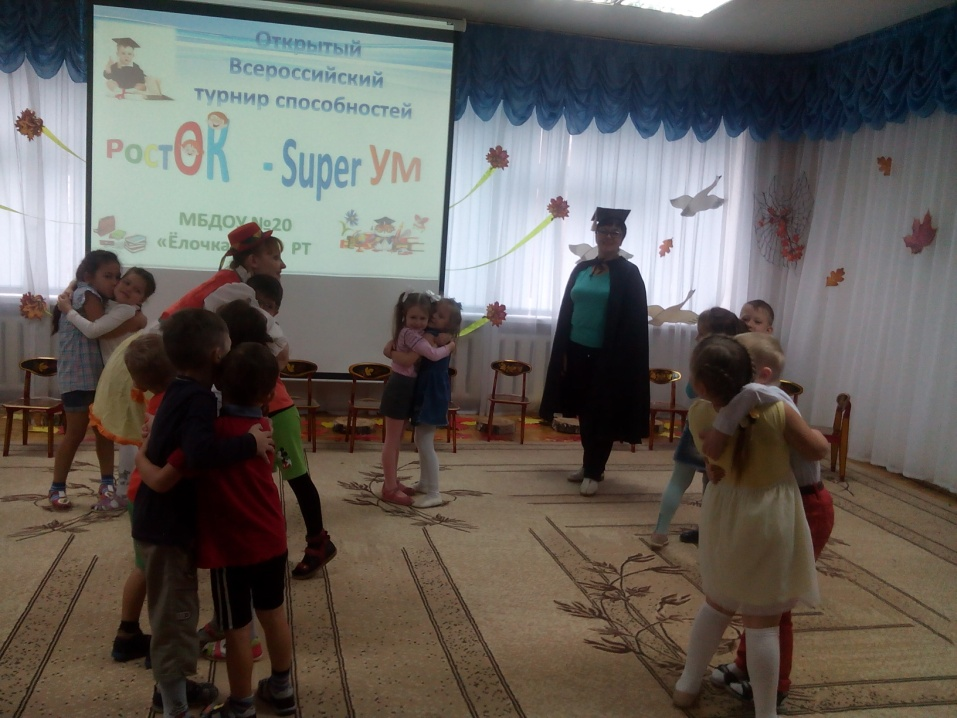 Открытый
Всероссийский
турнир способностей
РостОК - Super УМ
МБДОУ №20
«Ёлочка РТ